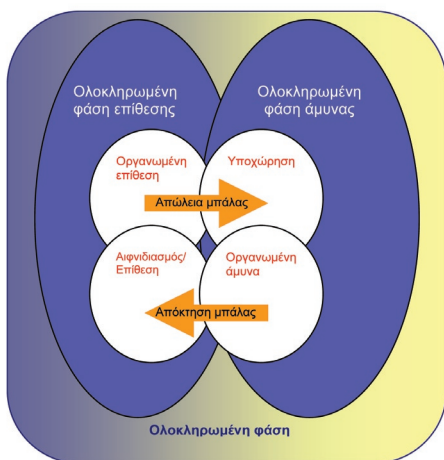 Ολοκληρωμένη
φάση επίθεσης
Ολοκληρωμένη
φάση άμυνας
Οργανωμένη
επίθεση
Υποχώρηση
Απώλεια μπάλας
Αιφνιδιασμός/
Επίθεση
Οργανωμένη
άμυνα
Απόκτηση μπάλας
Ολοκληρωμένη φάση